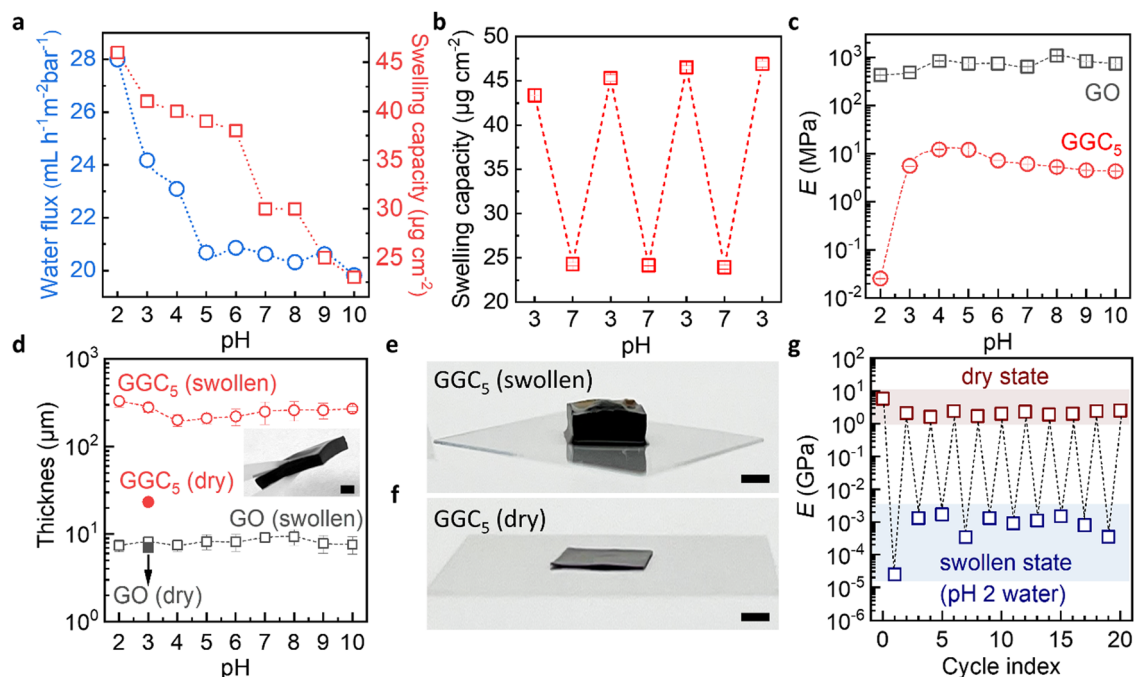 a
Water flux (mL h⁻¹m⁻²bar⁻¹)
28
26
24
22
20
45
40
35
30
25
Swelling capacity (µg cm⁻²)
2 3 4 5 6 7 8 9 10
pH
b
Swelling capacity (µg cm⁻²)
50
45
40
35
30
25
20
3 7 3 7 3 7 3
pH
c
E (MPa)
10³
10²
10¹
10⁰
10⁻¹
10⁻²
GO
GGC₅
2 3 4 5 6 7 8 9 10
pH
d
Thicknes (µm)
10³
10²
10¹
10⁰
GGC₅ (swollen)
GGC₅ (dry)
GO (swollen)
GO (dry)
2 3 4 5 6 7 8 9 10
pH
e
GGC₅ (swollen)
f
GGC₅ (dry)
g
E (GPa)
10²
10¹
10⁰
10⁻¹
10⁻²
10⁻³
10⁻⁴
10⁻⁵
10⁻⁶
dry state
swollen state
(pH 2 water)
0 5 10 15 20
Cycle index